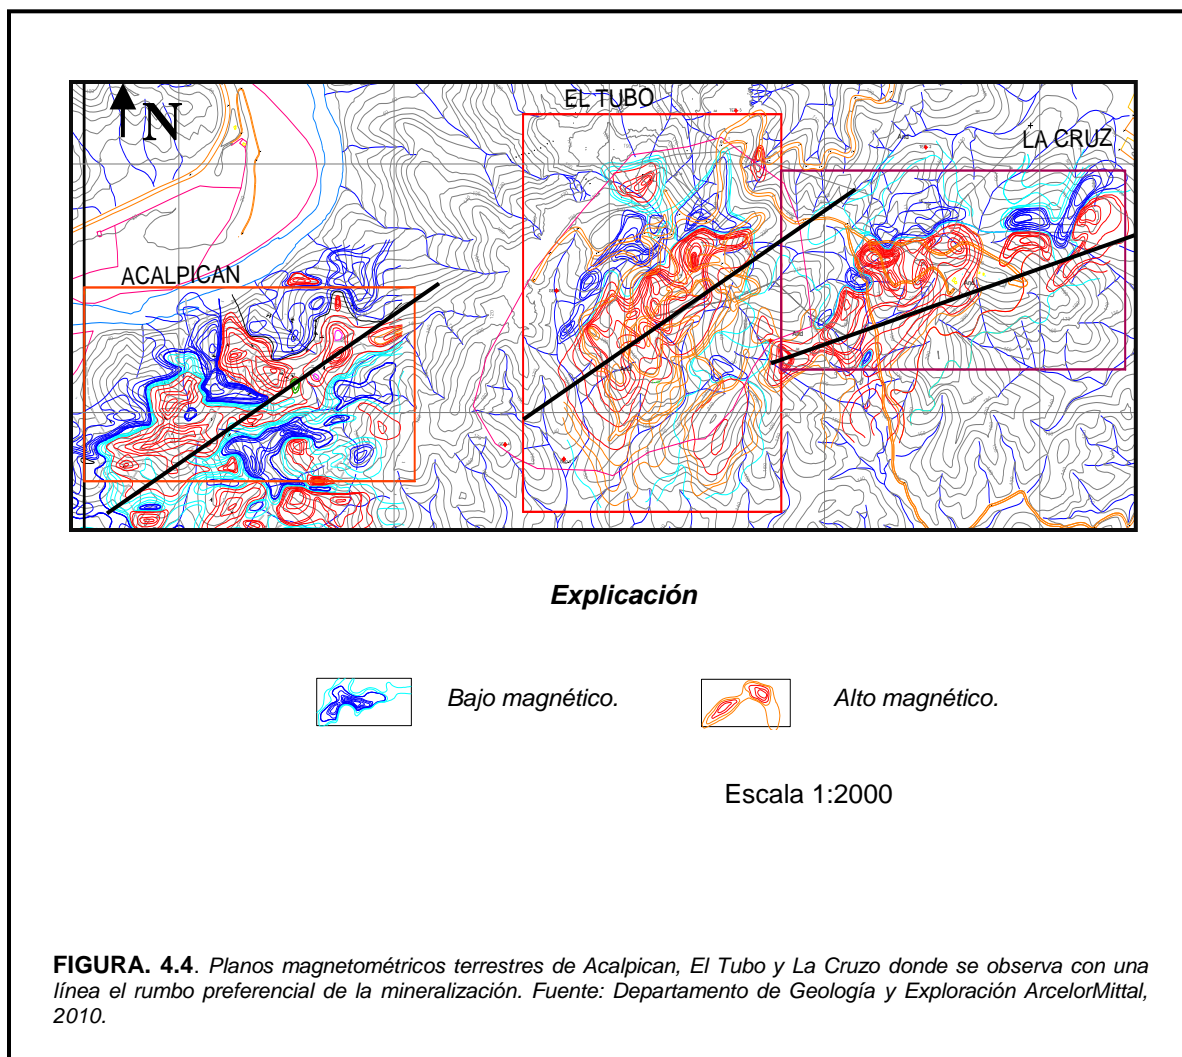 N
EL TUBO
LA CRUZ
ACALPICAN
Explicación
Bajo magnético.
Alto magnético.
Escala 1:2000
FIGURA. 4.4. Planos magnetométricos terrestres de Acalpican, El Tubo y La Cruzo donde se observa con una
línea el rumbo preferencial de la mineralización. Fuente: Departamento de Geología y Exploración ArcelorMittal,
2010.